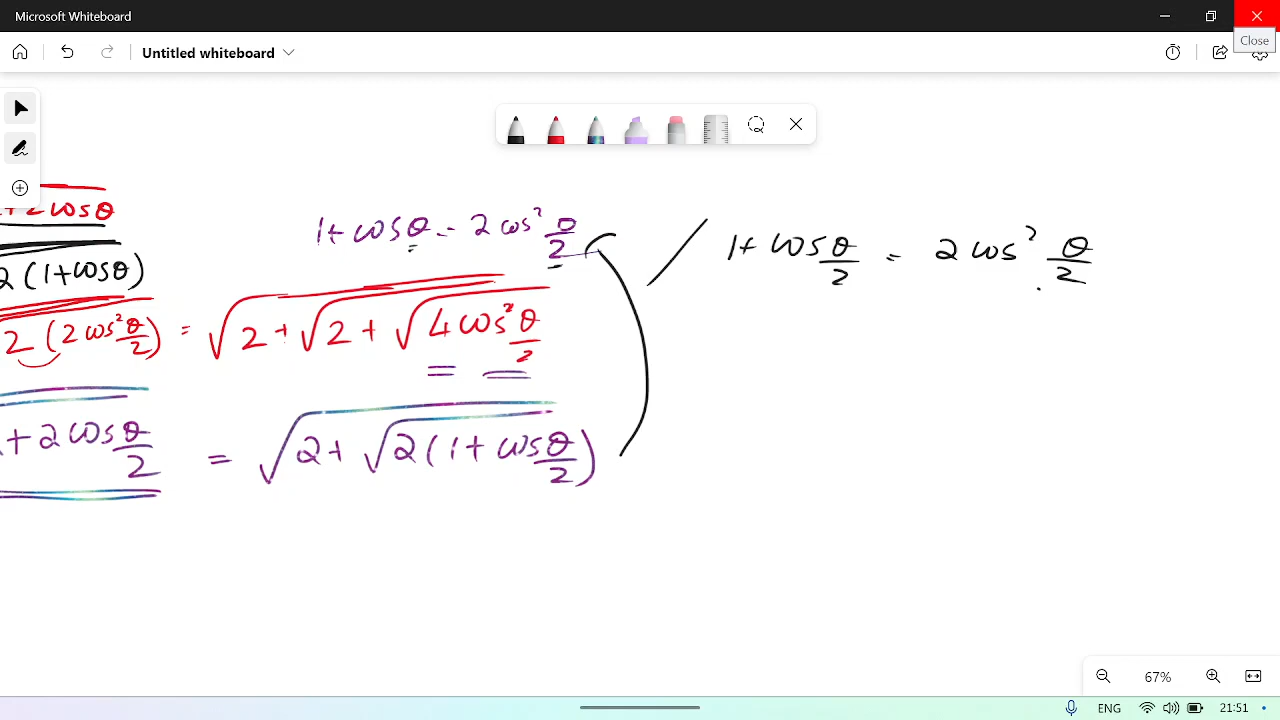 Microsoft Whiteboard
Close
Untitled whiteboard
+2cosθ
2(1+cosθ)
1+cosθ = 2cos²θ/2
1+cosθ/2 = 2cos²θ/2
2(2cos²θ/2) = √2+√2+√4cos²θ/2
= —
+2cosθ/2 = √2+√2(1+cosθ/2)
67%
ENG
21:51